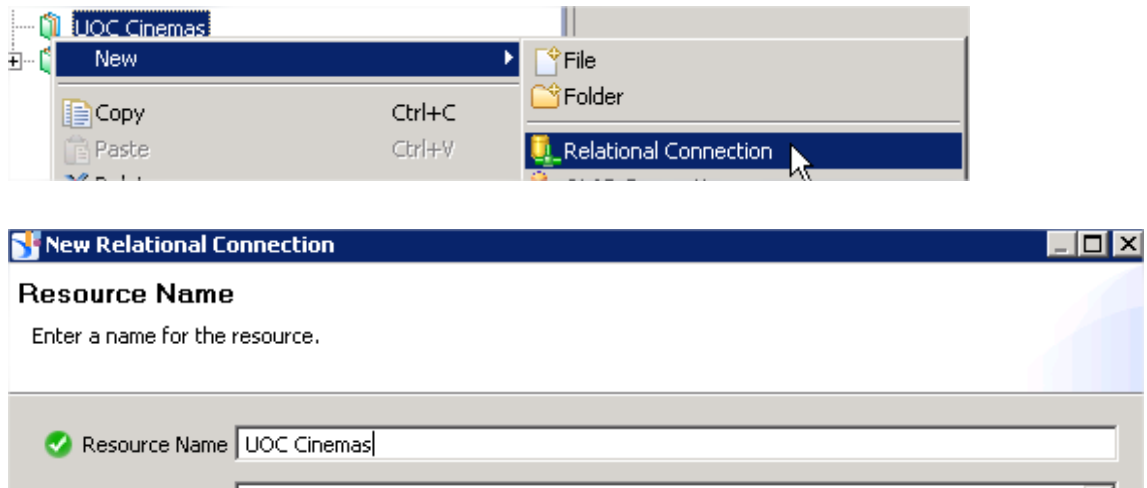 UOC Cinemas
New
File
Folder
Copy Ctrl+C
Paste Ctrl+V
Relational Connection
New Relational Connection
Resource Name
Enter a name for the resource.
Resource Name UOC Cinemas